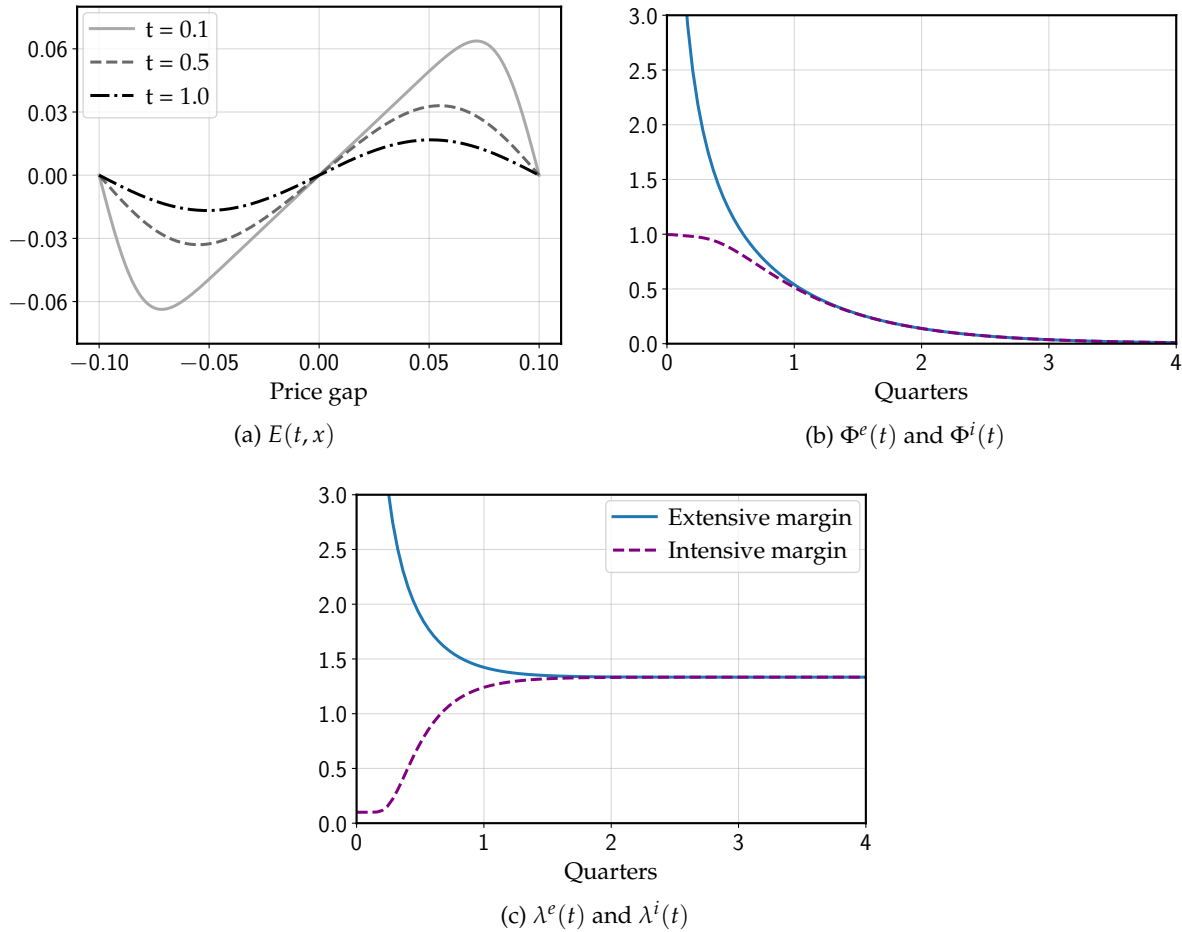 t = 0.1
t = 0.5
t = 1.0
0.06
0.03
0.00
−0.03
−0.06
−0.10 −0.05 0.00 0.05 0.10
Price gap
(a) E(t, x)
3.0
2.5
2.0
1.5
1.0
0.5
0.0
0 1 2 3 4
Quarters
(b) Φ^e(t) and Φ^i(t)
Extensive margin
Intensive margin
3.0
2.5
2.0
1.5
1.0
0.5
0.0
0 1 2 3 4
Quarters
(c) λ^e(t) and λ^i(t)